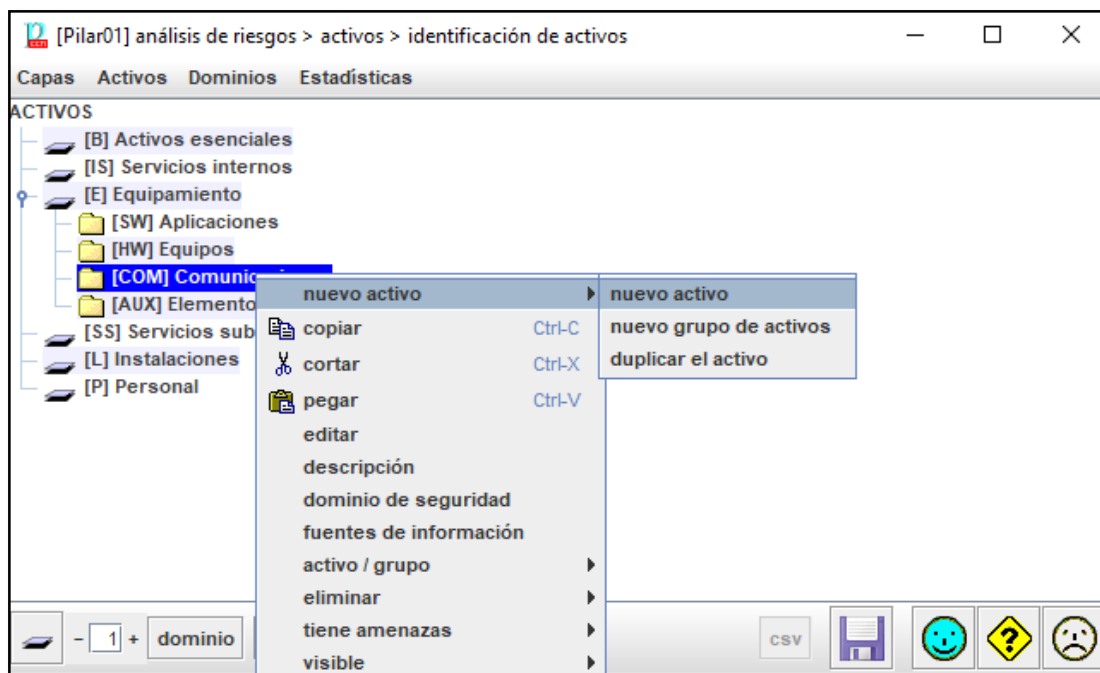 [Pilar01] análisis de riesgos > activos > identificación de activos
Capas Activos Dominios Estadísticas
ACTIVOS
[B] Activos esenciales
[IS] Servicios internos
[E] Equipamiento
[SW] Aplicaciones
[HW] Equipos
[COM]
[AUX] Elemento
[SS] Servicios sub
[L] Instalaciones
[P] Personal
nuevo activo
copiar Ctrl-C
cortar Ctrl-X
pegar Ctrl-V
editar
descripción
dominio de seguridad
fuentes de información
activo / grupo
eliminar
tiene amenazas
visible
nuevo activo
nuevo grupo de activos
duplicar el activo
- 1 + dominio
csv